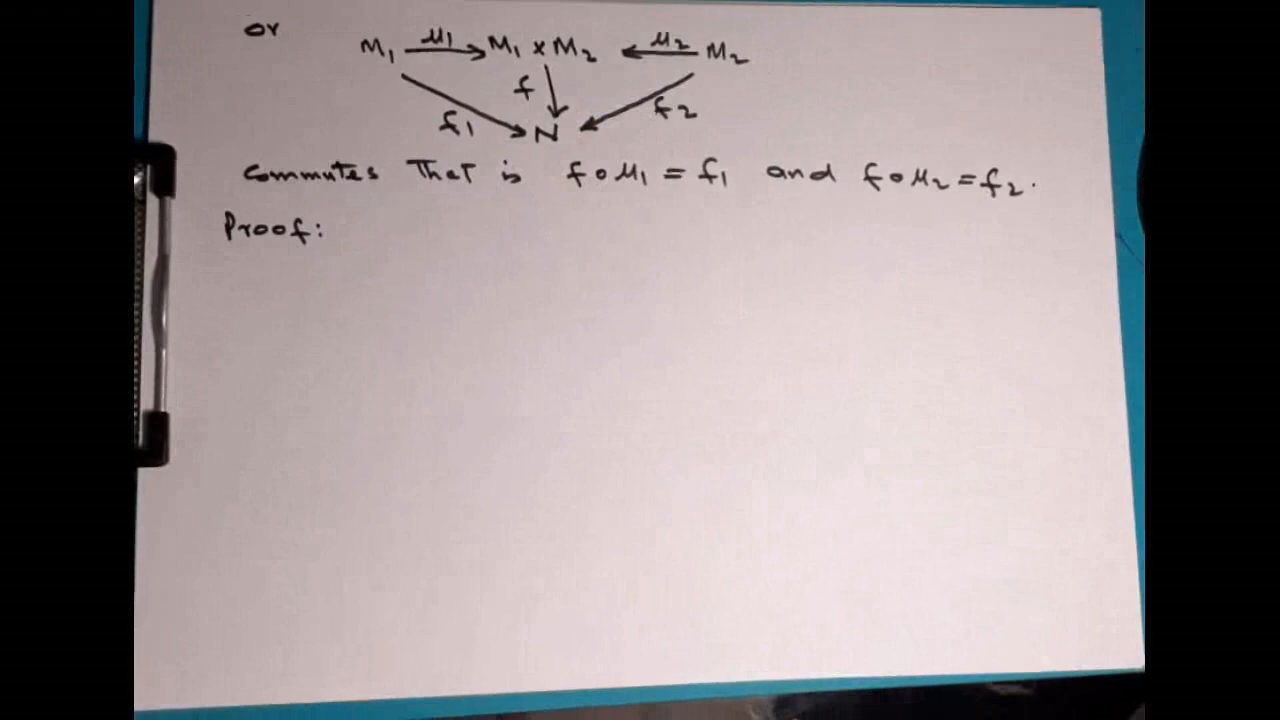 or
M₁ μ₁ M₁ × M₂ μ₂ M₂
f
f₁ N f₂
commutes That is f∘μ₁ = f₁ and f∘μ₂ = f₂.
Proof: